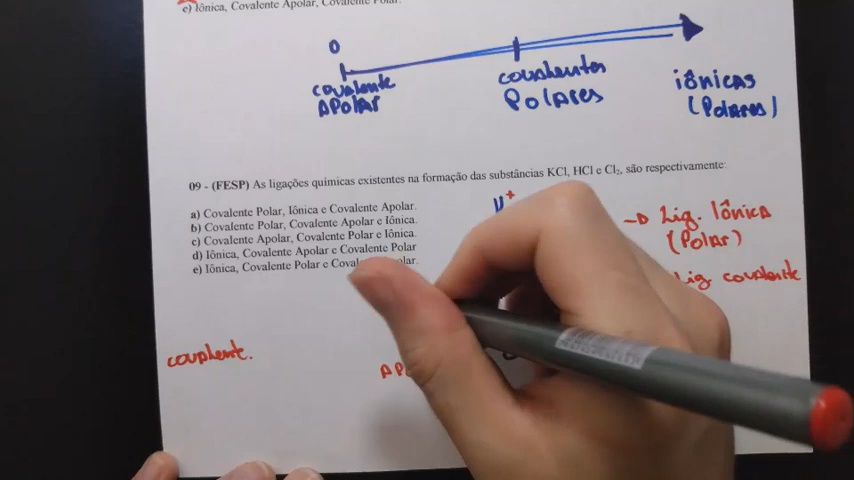 e) Iônica, Covalente Apolar, Covalente Polar.
0
covalente
APOLAR
covalentes
POLARES
iônicas
(POLARES)
09 - (FESP) As ligações químicas existentes na formação das substâncias KCl, HCl e Cl₂, são respectivamente:
a) Covalente Polar, Iônica e Covalente Apolar.
b) Covalente Polar, Covalente Apolar e Iônica.
c) Covalente Apolar, Covalente Polar e Iônica.
d) Iônica, Covalente Apolar e Covalente Polar
e) Iônica, Covalente Polar e
Lig. Iônica
(Polar)
Lig covalente
covalente.